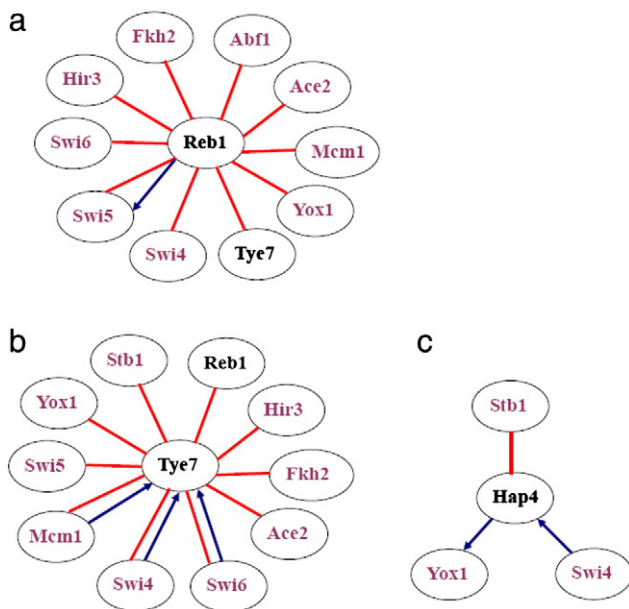 a
Fkh2
Abf1
Hir3
Ace2
Swi6
Reb1
Mcm1
Swi5
Yox1
Swi4
Tye7
b
Stb1
Reb1
Yox1
Hir3
Swi5
Tye7
Fkh2
Mcm1
Ace2
Swi4
Swi6
c
Stb1
Hap4
Yox1
Swi4